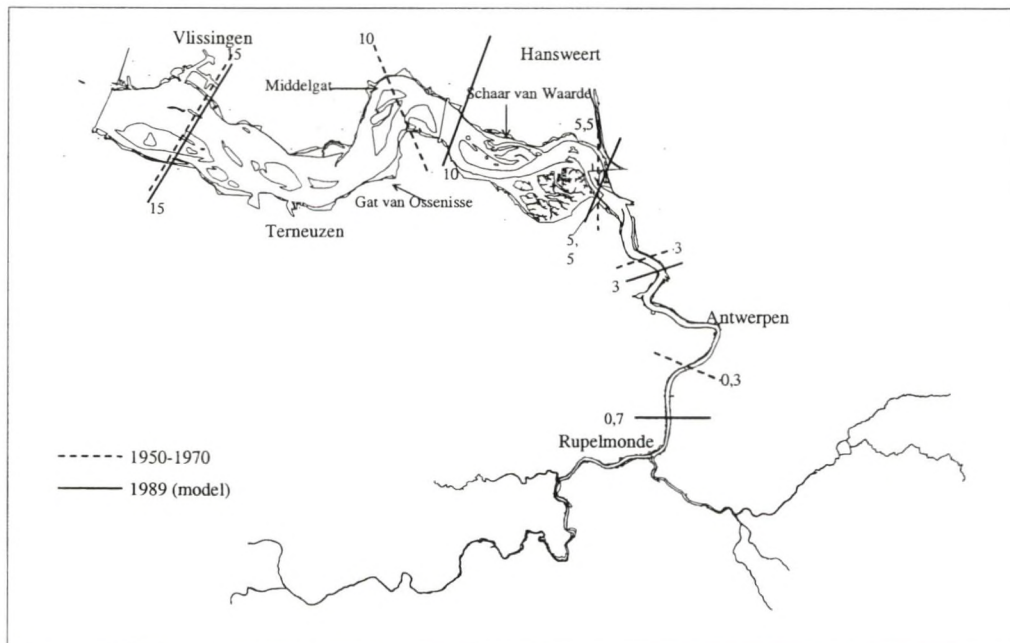 Vlissingen
15
10
Hansweert
Middelgat
Schaar van Waarde
5,5
15
10
Gat van Ossenisse
Terneuzen
5,
5
3
3
Antwerpen
0,3
0,7
Rupelmonde
1950-1970
1989 (model)